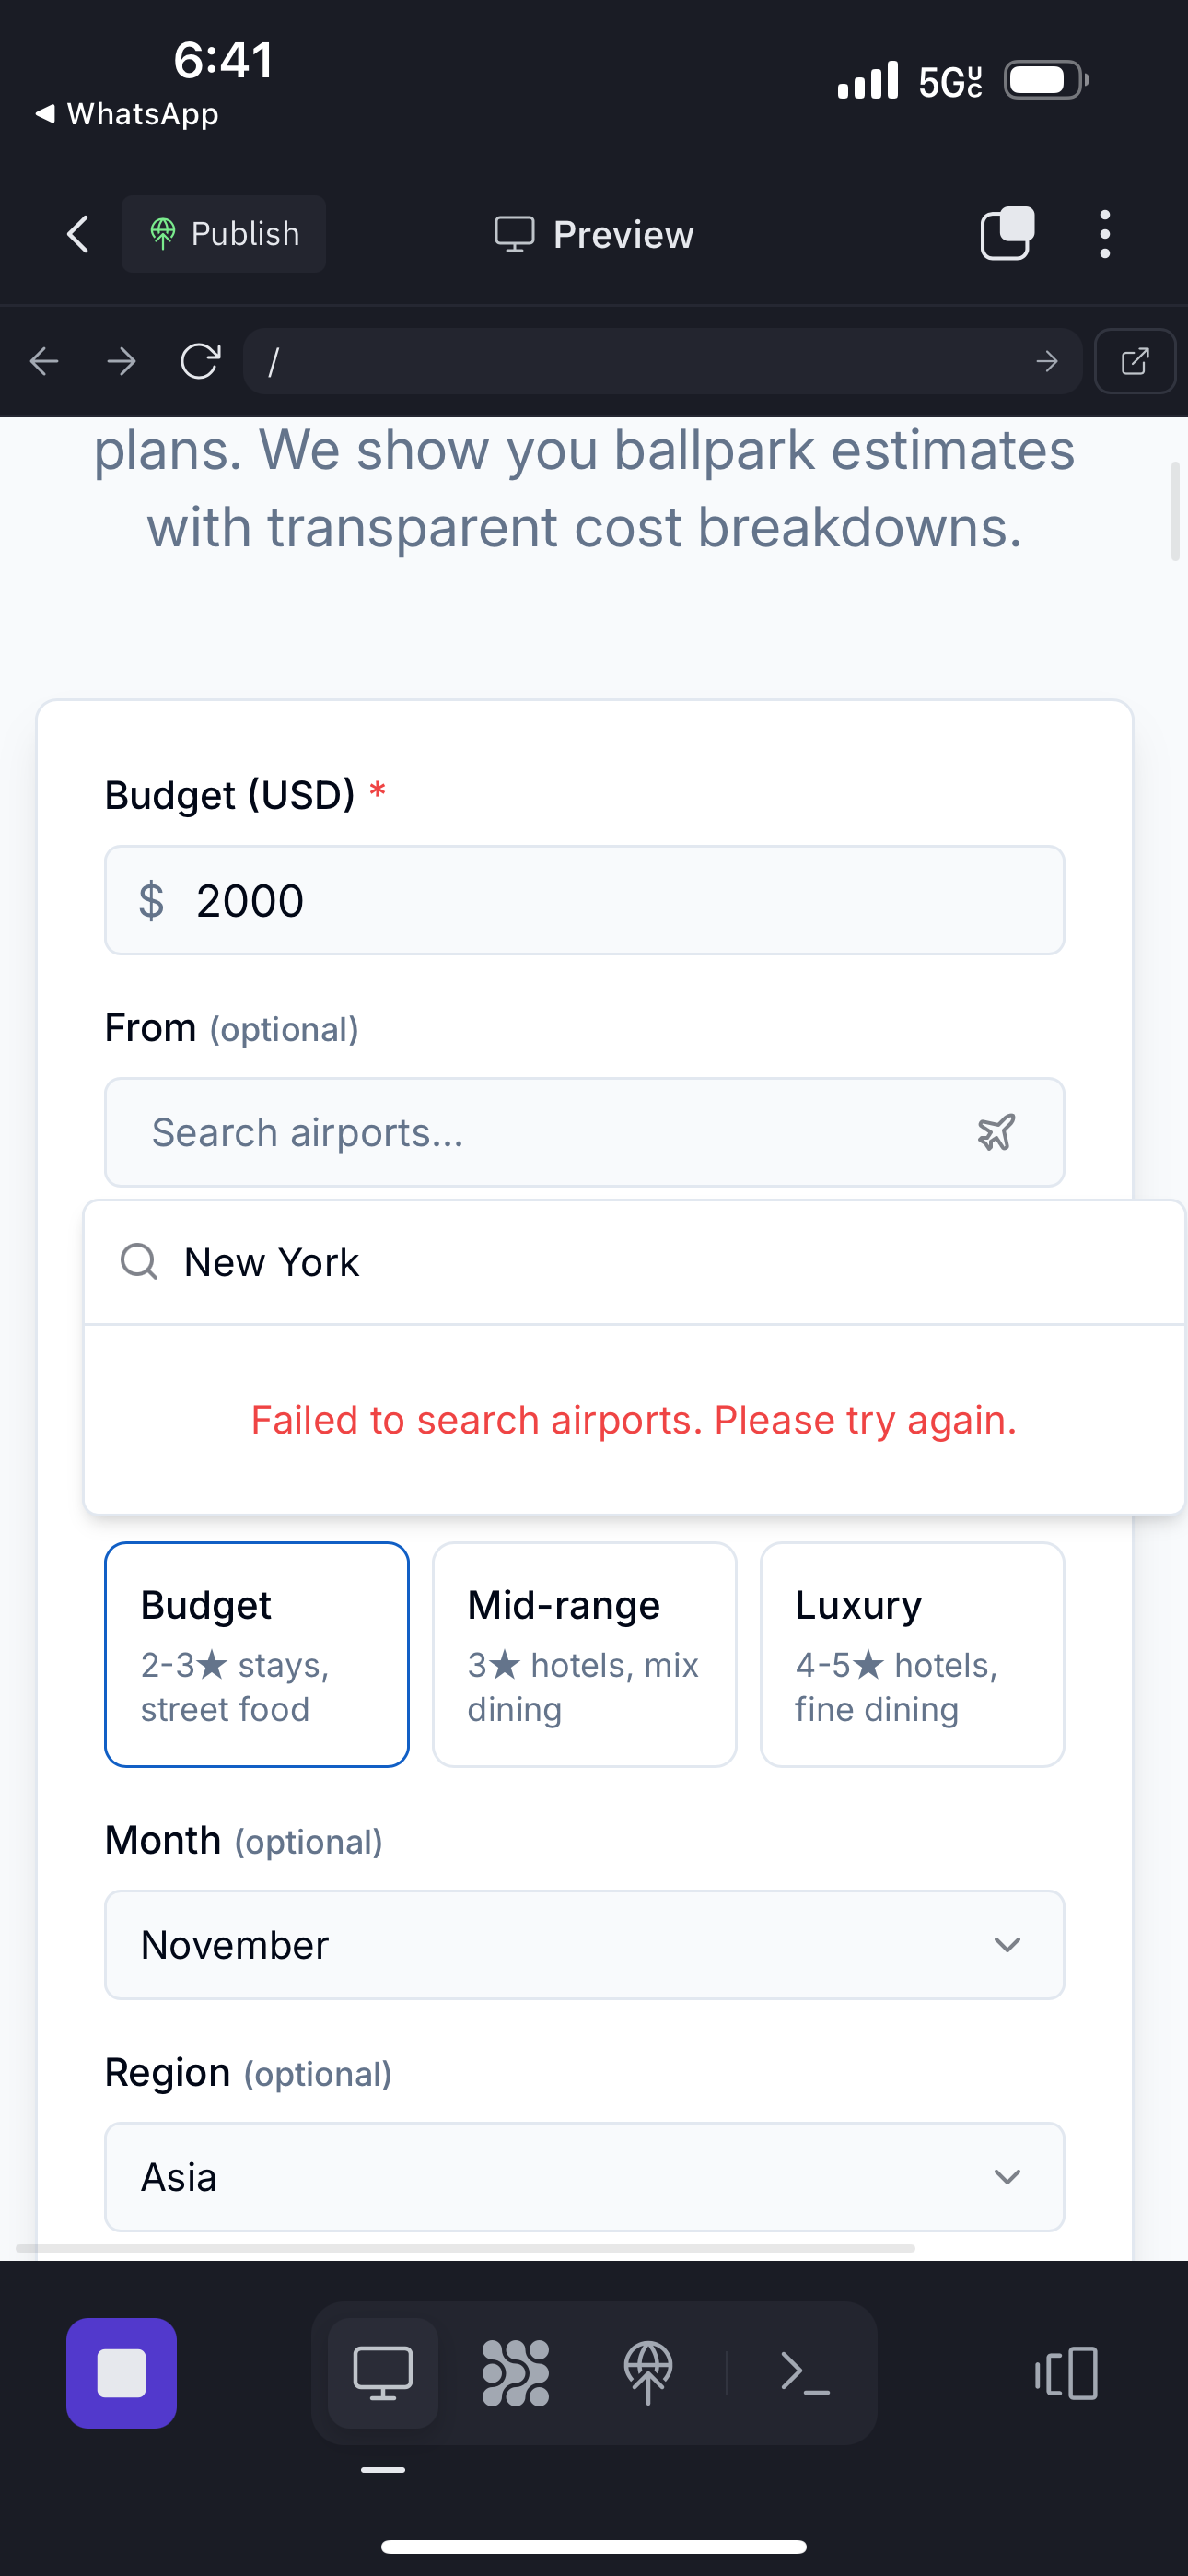 6:41
5GUC
◀ WhatsApp
Publish
Preview
/
plans. We show you ballpark estimates
with transparent cost breakdowns.
Budget (USD) *
$ 2000
From (optional)
Search airports...
New York
Failed to search airports. Please try again.
Budget
2-3★ stays,
street food
Mid-range
3★ hotels, mix
dining
Luxury
4-5★ hotels,
fine dining
Month (optional)
November
Region (optional)
Asia